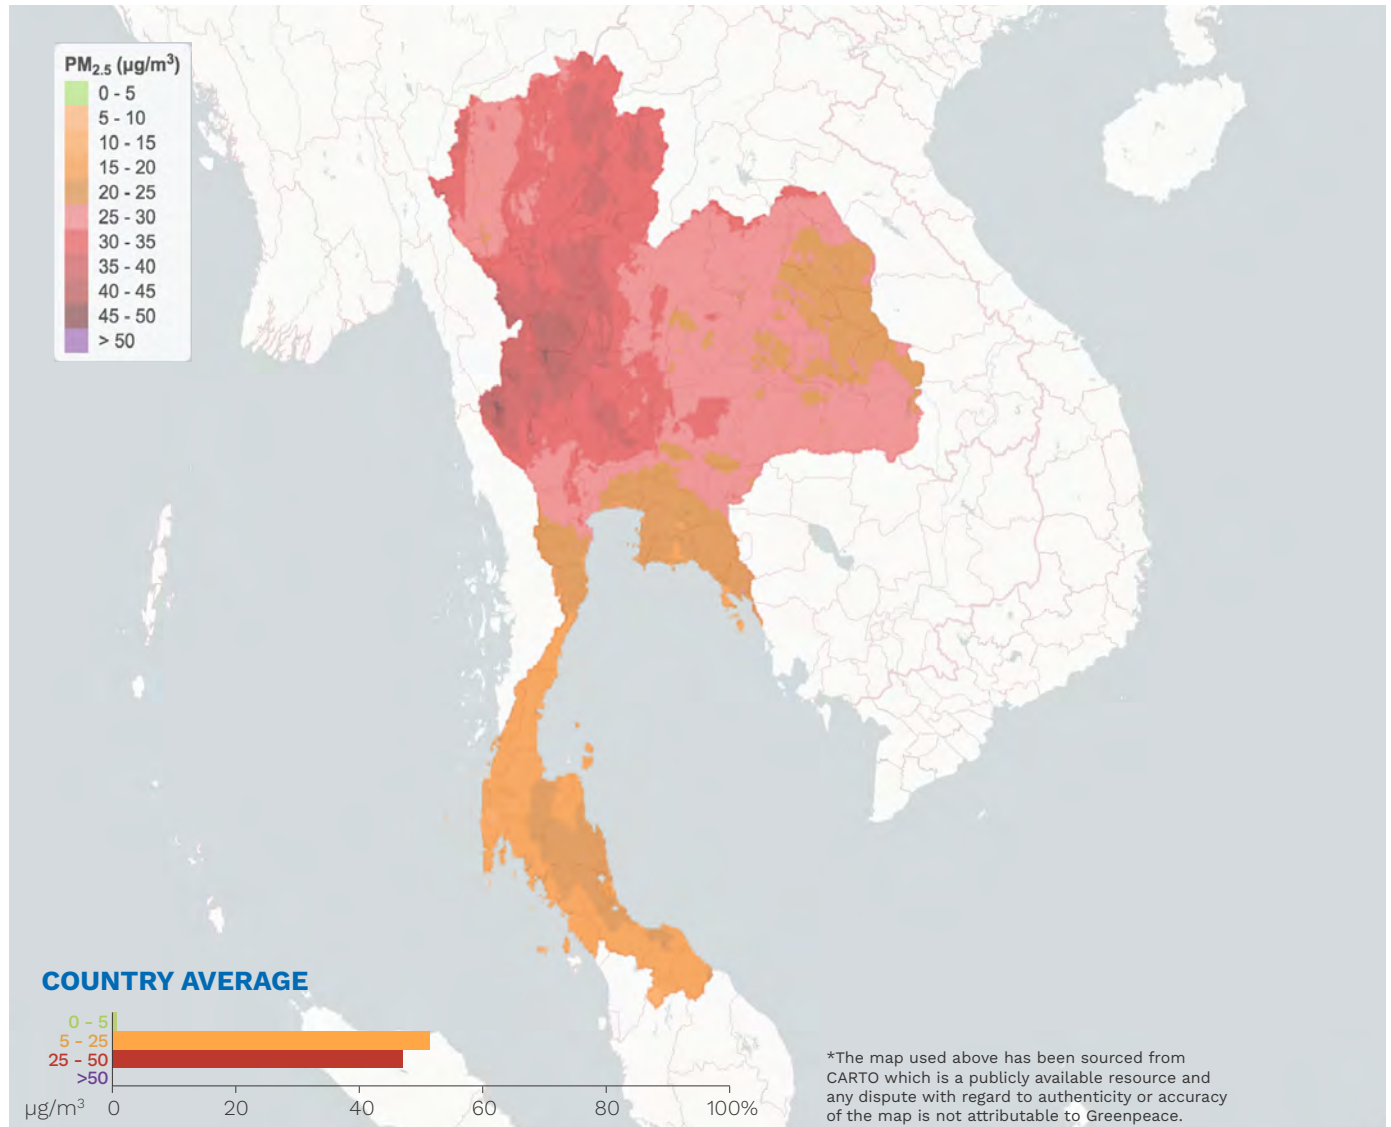 PM2.5 (µg/m³)
0 - 5
5 - 10
10 - 15
15 - 20
20 - 25
25 - 30
30 - 35
35 - 40
40 - 45
45 - 50
> 50
COUNTRY AVERAGE
0 - 5
5 - 25
25 - 50
>50
µg/m³ 0 20 40 60 80 100%
*The map used above has been sourced from
CARTO which is a publicly available resource and
any dispute with regard to authenticity or accuracy
of the map is not attributable to Greenpeace.